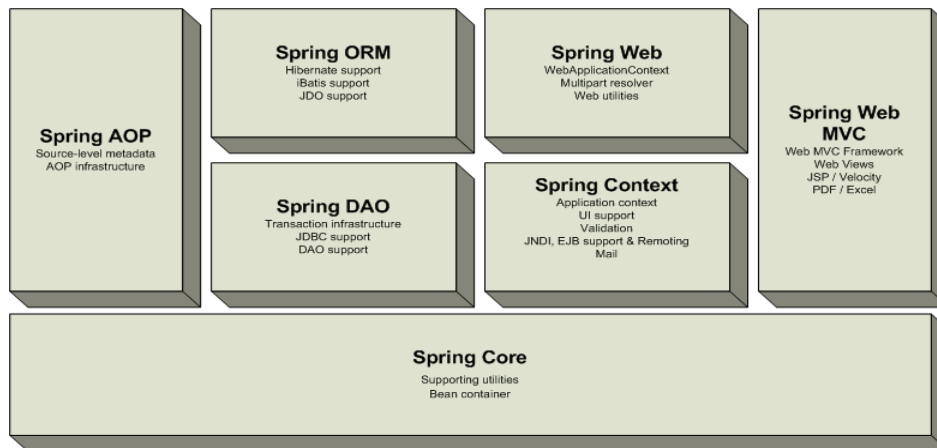 Spring AOP
Source-level metadata
AOP infrastructure
Spring ORM
Hibernate support
iBatis support
JDO support
Spring DAO
Transaction infrastructure
JDBC support
DAO support
Spring Web
WebApplicationContext
Multipart resolver
Web utilities
Spring Context
Application context
UI support
Validation
JNDI, EJB support & Remoting
Mail
Spring Web
MVC
Web MVC Framework
Web Views
JSP / Velocity
PDF / Excel
Spring Core
Supporting utilities
Bean container